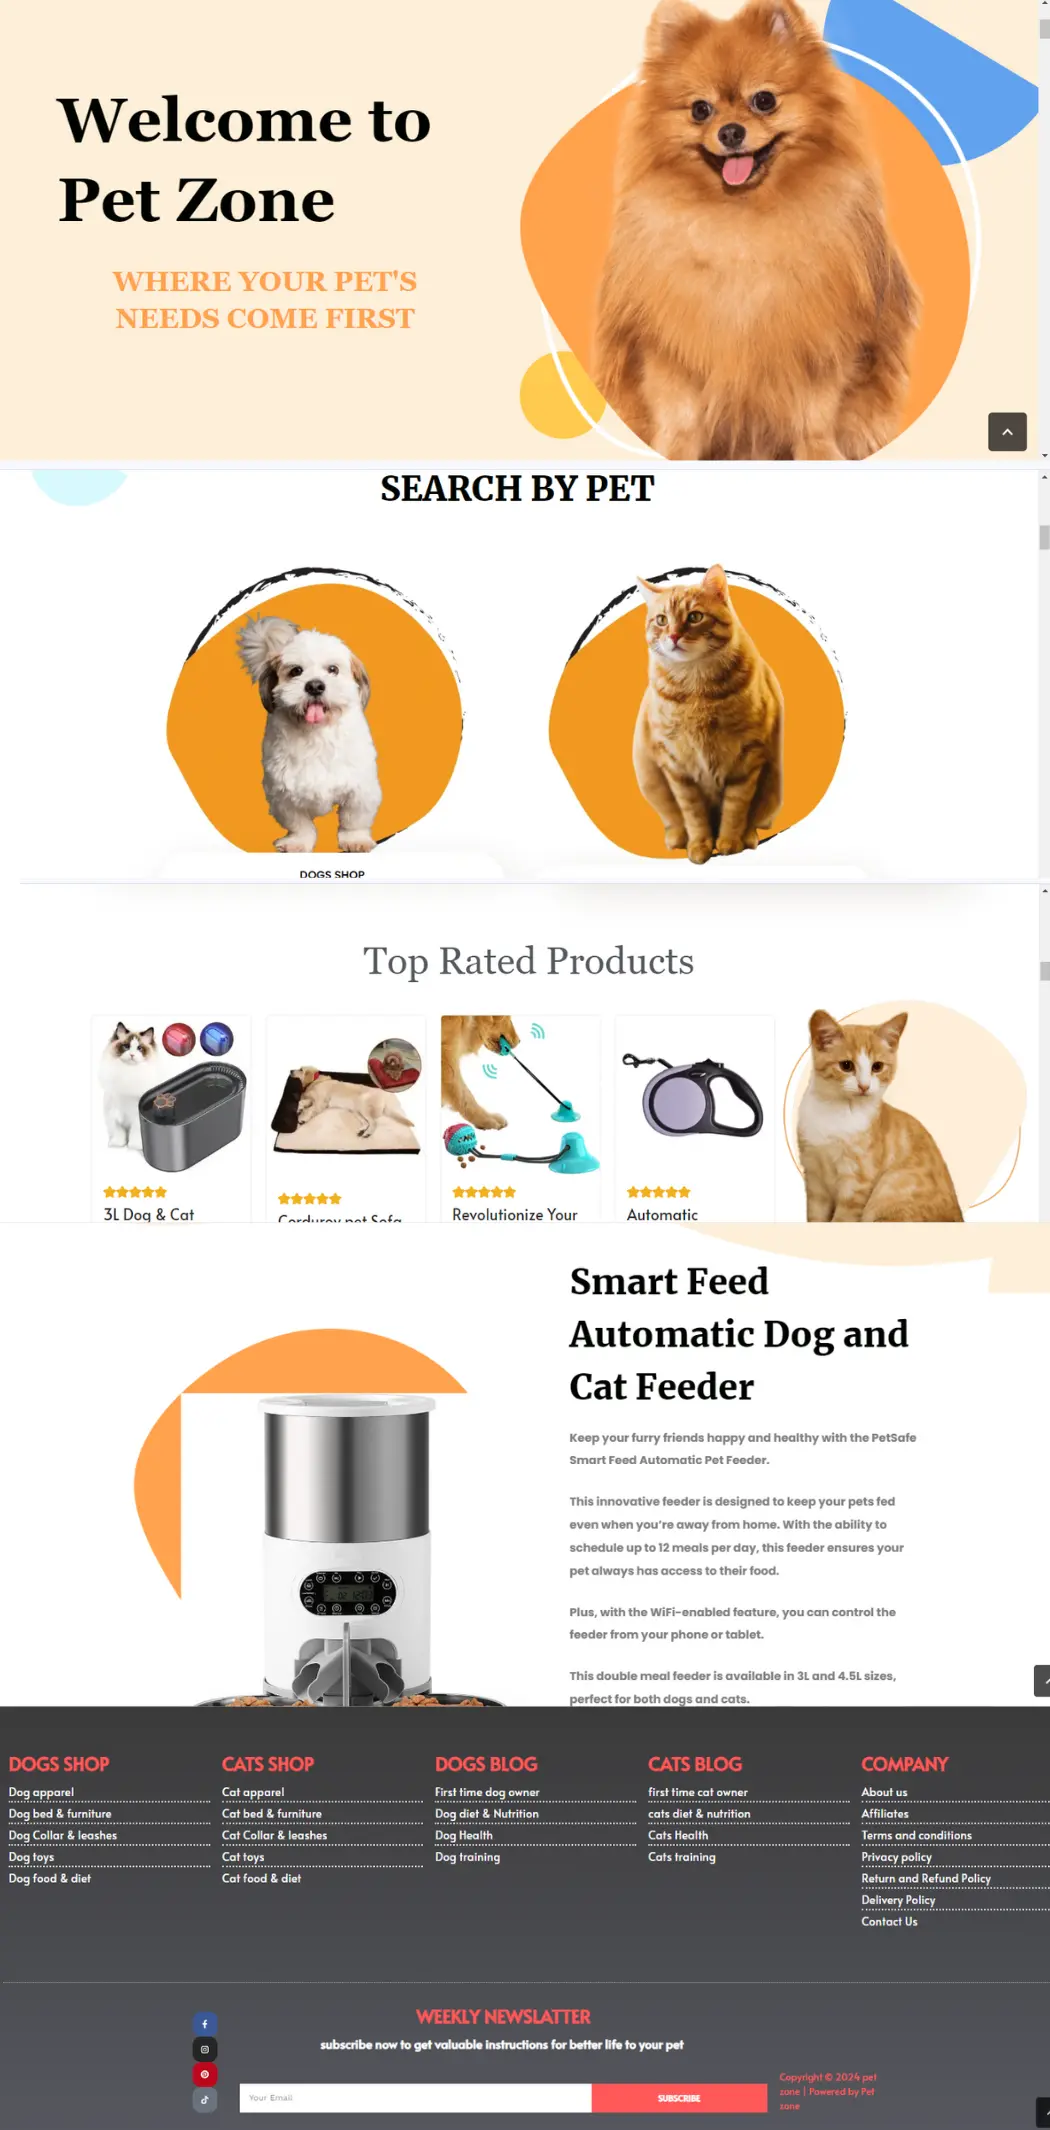 Welcome to
Pet Zone
WHERE YOUR PET'S
NEEDS COME FIRST
SEARCH BY PET
DOGS SHOP
Top Rated Products
3L Dog & Cat
Corduroy pet Sofa
Revolutionize Your
Automatic
Smart Feed
Automatic Dog and
Cat Feeder
Keep your furry friends happy and healthy with the PetSafe
Smart Feed Automatic Pet Feeder.
This innovative feeder is designed to keep your pets fed
even when you're away from home. With the ability to
schedule up to 12 meals per day, this feeder ensures your
pet always has access to their food.
Plus, with the WiFi-enabled feature, you can control the
feeder from your phone or tablet.
This double meal feeder is available in 3L and 4.5L sizes,
perfect for both dogs and cats.
DOGS SHOP
Dog apparel
Dog bed & furniture
Dog Collar & leashes
Dog toys
Dog food & diet
CATS SHOP
Cat apparel
Cat bed & furniture
Cat Collar & leashes
Cat toys
Cat food & diet
DOGS BLOG
First time dog owner
Dog diet & Nutrition
Dog Health
Dog training
CATS BLOG
first time cat owner
cats diet & nutrition
Cats Health
Cats training
COMPANY
About us
Affiliates
Terms and conditions
Privacy policy
Return and Refund Policy
Delivery Policy
Contact Us
WEEKLY NEWSLATTER
subscribe now to get valuable instructions for better life to your pet
Your Email
SUBSCRIBE
Copyright © 2024 pet
zone | Powered by Pet
zone